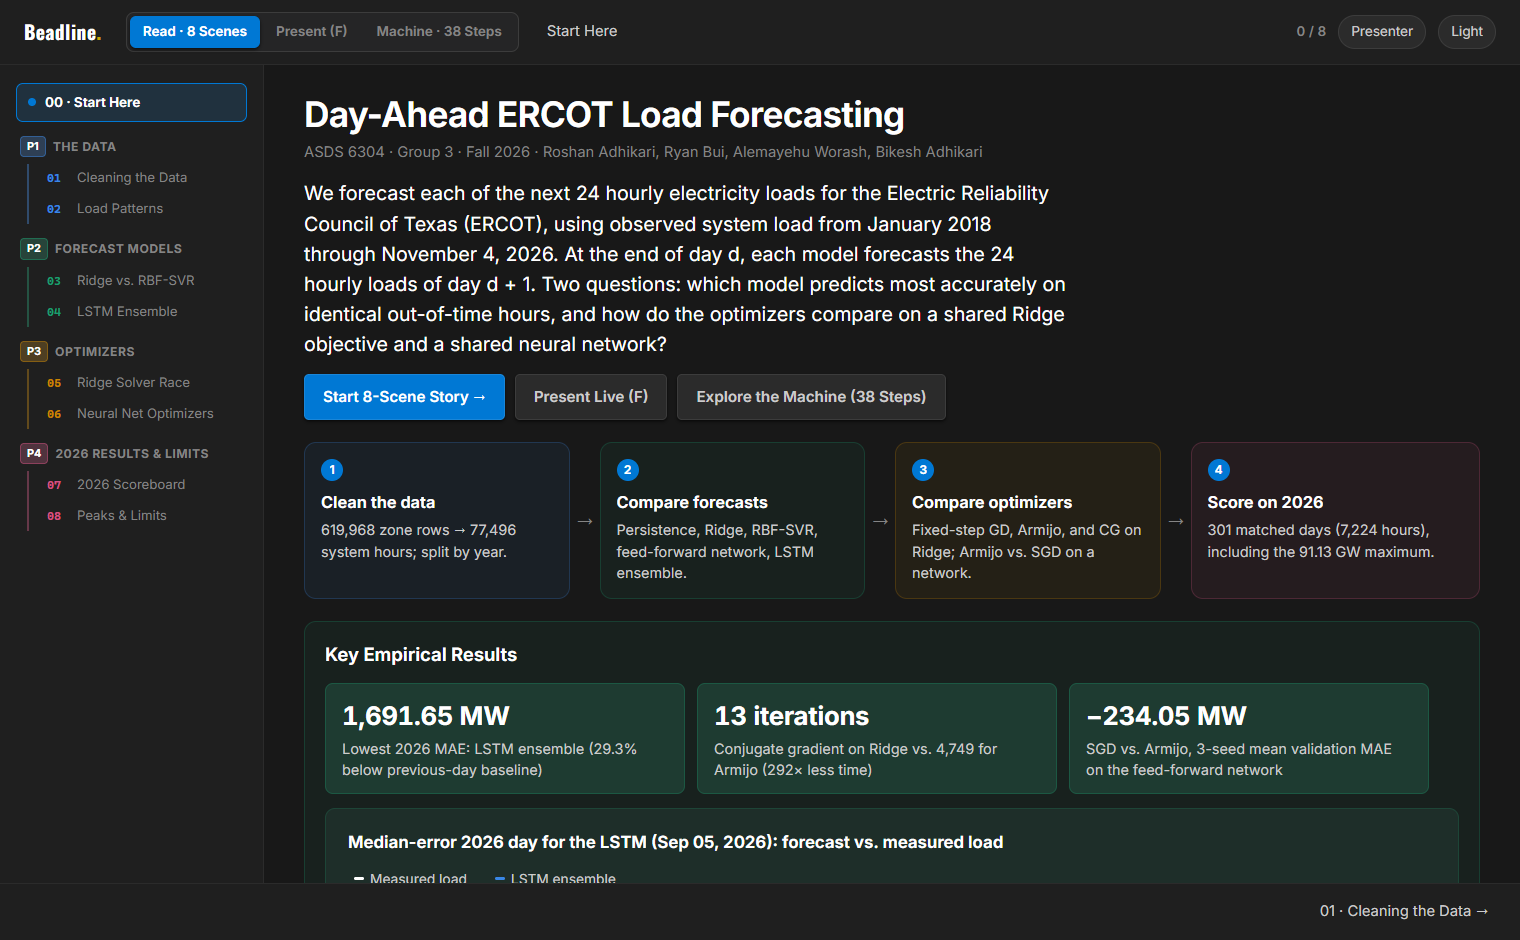 Beadline.
Read · 8 Scenes
Present (F)
Machine · 38 Steps
Start Here
0 / 8
Presenter
Light
00 · Start Here
P1 THE DATA
01 Cleaning the Data
02 Load Patterns
P2 FORECAST MODELS
03 Ridge vs. RBF-SVR
04 LSTM Ensemble
P3 OPTIMIZERS
05 Ridge Solver Race
06 Neural Net Optimizers
P4 2026 RESULTS & LIMITS
07 2026 Scoreboard
08 Peaks & Limits
Day-Ahead ERCOT Load Forecasting
ASDS 6304 · Group 3 · Fall 2026 · Roshan Adhikari, Ryan Bui, Alemayehu Worash, Bikesh Adhikari
We forecast each of the next 24 hourly electricity loads for the Electric Reliability
Council of Texas (ERCOT), using observed system load from January 2018
through November 4, 2026. At the end of day d, each model forecasts the 24
hourly loads of day d + 1. Two questions: which model predicts most accurately on
identical out-of-time hours, and how do the optimizers compare on a shared Ridge
objective and a shared neural network?
Start 8-Scene Story →
Present Live (F)
Explore the Machine (38 Steps)
1
Clean the data
619,968 zone rows → 77,496
system hours; split by year.
→
2
Compare forecasts
Persistence, Ridge, RBF-SVR,
feed-forward network, LSTM
ensemble.
→
3
Compare optimizers
Fixed-step GD, Armijo, and CG on
Ridge; Armijo vs. SGD on a
network.
→
4
Score on 2026
301 matched days (7,224 hours),
including the 91.13 GW maximum.
Key Empirical Results
1,691.65 MW
Lowest 2026 MAE: LSTM ensemble (29.3%
below previous-day baseline)
13 iterations
Conjugate gradient on Ridge vs. 4,749 for
Armijo (292× less time)
−234.05 MW
SGD vs. Armijo, 3-seed mean validation MAE
on the feed-forward network
Median-error 2026 day for the LSTM (Sep 05, 2026): forecast vs. measured load
Measured load
LSTM ensemble
01 · Cleaning the Data →